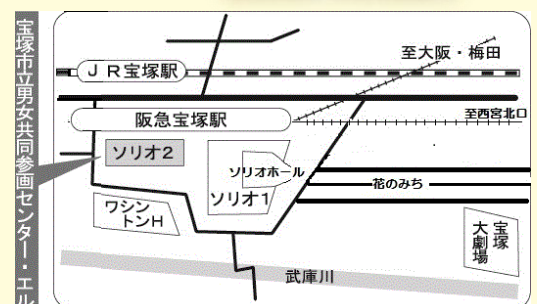 宝塚市立男女共同参画センター・エル
至大阪・梅田
JR宝塚駅
阪急宝塚駅
至西宮北口
ソリオ2
ソリオホール
ソリオ1
花のみち
ワシン
トンH
宝塚
大劇場
武庫川